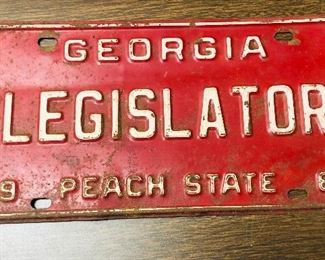 GEORGIA
LEGISLATOR
9 PEACH STATE 8